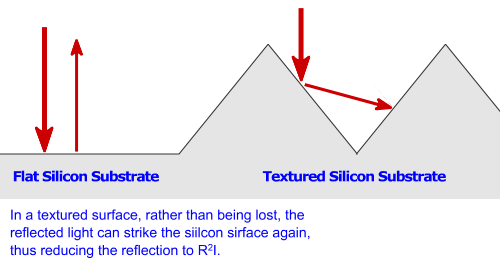 Flat Silicon Substrate
Textured Silicon Substrate
In a textured surface, rather than being lost, the
reflected light can strike the siilcon sirface again,
thus reducing the reflection to R²I.